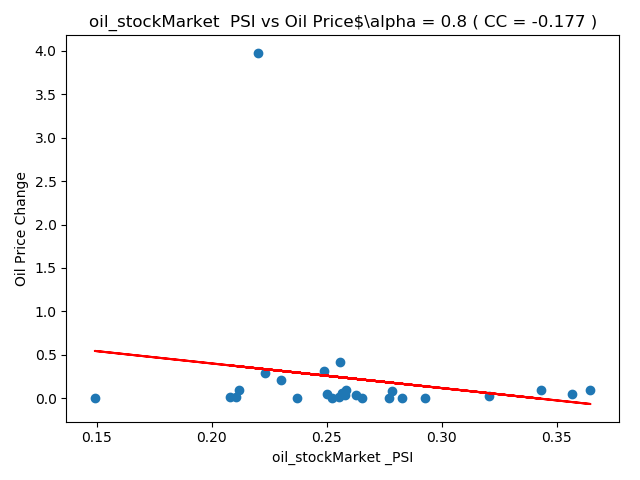 oil_stockMarket  PSI vs Oil Price$\alpha = 0.8 ( CC = -0.177 )
4.0
3.5
3.0
2.5
2.0
1.5
1.0
0.5
0.0
Oil Price Change
0.15 0.20 0.25 0.30 0.35
oil_stockMarket _PSI